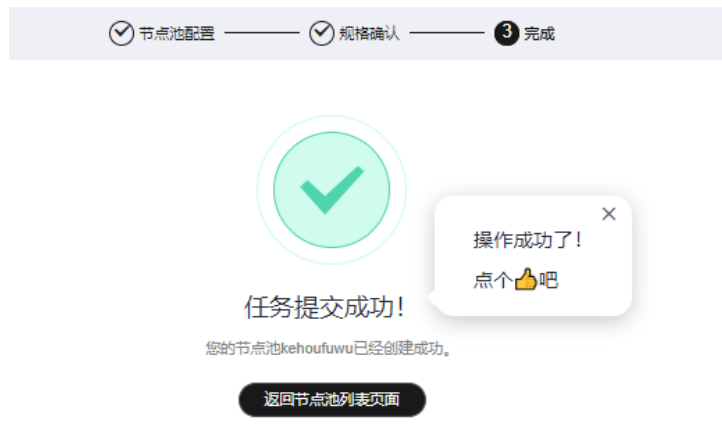 节点池配置 规格确认 3 完成
操作成功了！
点个👍吧
任务提交成功！
您的节点池kehoufuwu已经创建成功。
返回节点池列表页面